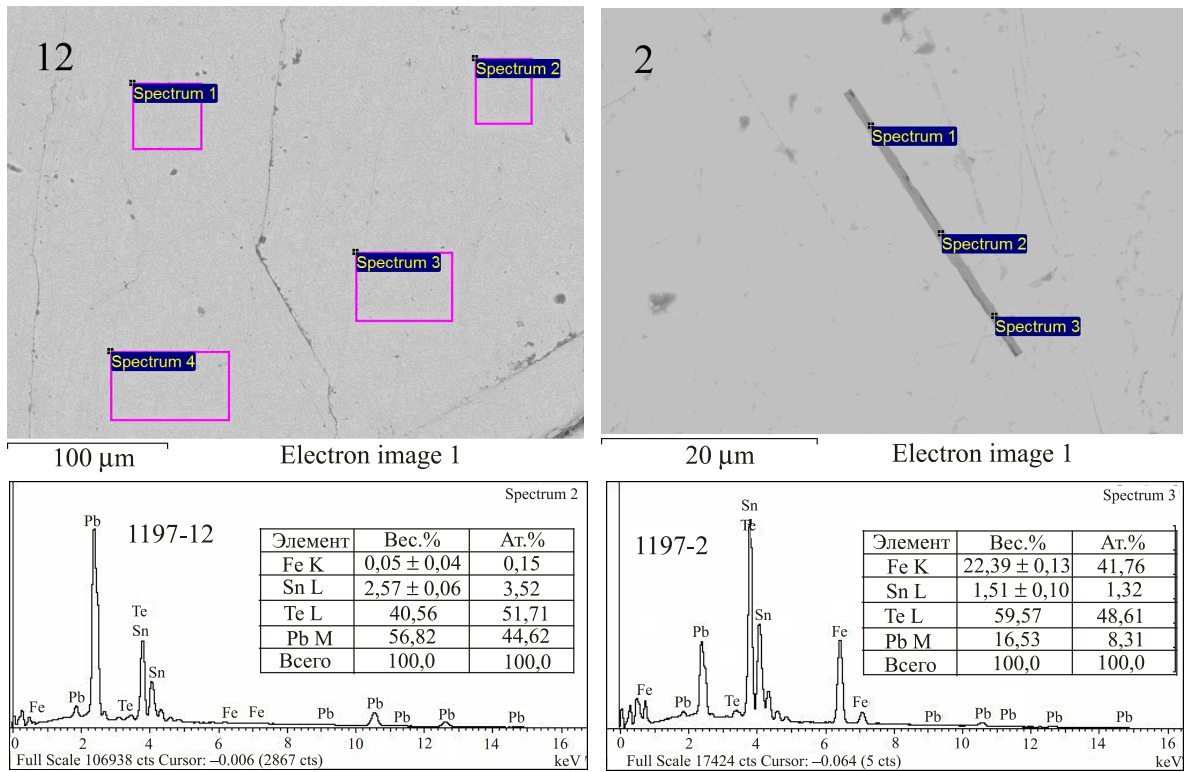 12
Spectrum 1
Spectrum 2
Spectrum 3
Spectrum 4
100 μm
Electron image 1
2
Spectrum 1
Spectrum 2
Spectrum 3
20 μm
Electron image 1
Spectrum 2
1197-12
Элемент Вес.% Ат.%
Fe K 0,05 ± 0,04 0,15
Sn L 2,57 ± 0,06 3,52
Te L 40,56 51,71
Pb M 56,82 44,62
Всего 100,0 100,0
Pb
Te
Sn
Sn
Fe Pb Te Fe Fe Pb Pb Pb Pb Pb
0 2 4 6 8 10 12 14 16
Full Scale 106938 cts Cursor: –0.006 (2867 cts) keV
Spectrum 3
1197-2
Элемент Вес.% Ат.%
Fe K 22,39 ± 0,13 41,76
Sn L 1,51 ± 0,10 1,32
Te L 59,57 48,61
Pb M 16,53 8,31
Всего 100,0 100,0
Sn
Te
Sn
Pb Fe
Fe Pb Te Fe Pb Pb Pb Pb Pb
0 2 4 6 8 10 12 14 16
Full Scale 17424 cts Cursor: –0.064 (5 cts) keV